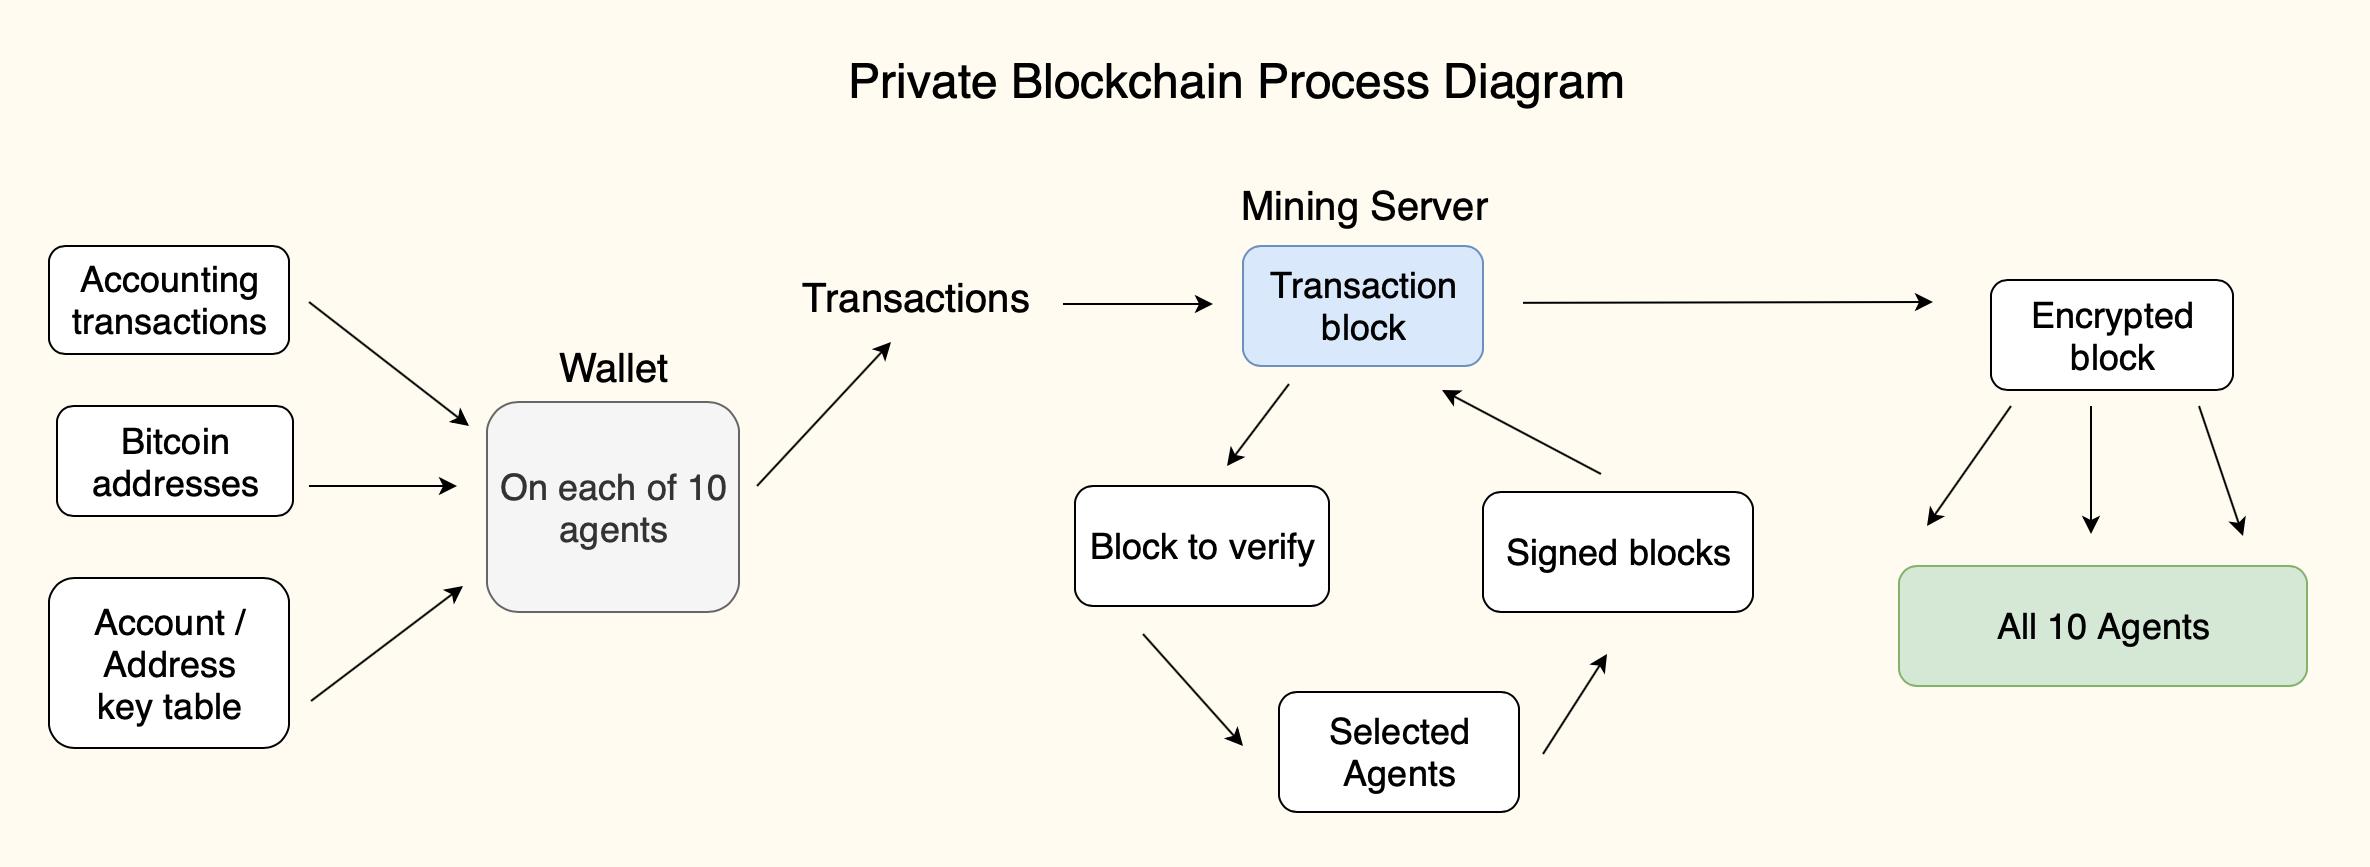 Private Blockchain Process Diagram
Accounting
transactions
Bitcoin
addresses
Account /
Address
key table
Wallet
On each of 10
agents
Transactions
Mining Server
Transaction
block
Block to verify
Selected
Agents
Signed blocks
Encrypted
block
All 10 Agents